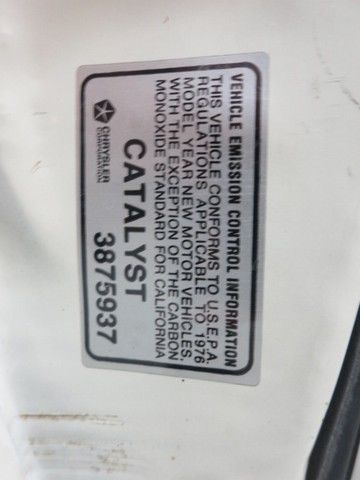 VEHICLE EMISSION CONTROL INFORMATION
THIS VEHICLE CONFORMS TO U.S.E.P.A.
REGULATIONS APPLICABLE TO 1976
MODEL YEAR NEW MOTOR VEHICLES,
WITH THE EXCEPTION OF THE CARBON
MONOXIDE STANDARD FOR CALIFORNIA
CATALYST
CHRYSLER
CORPORATION
3875937